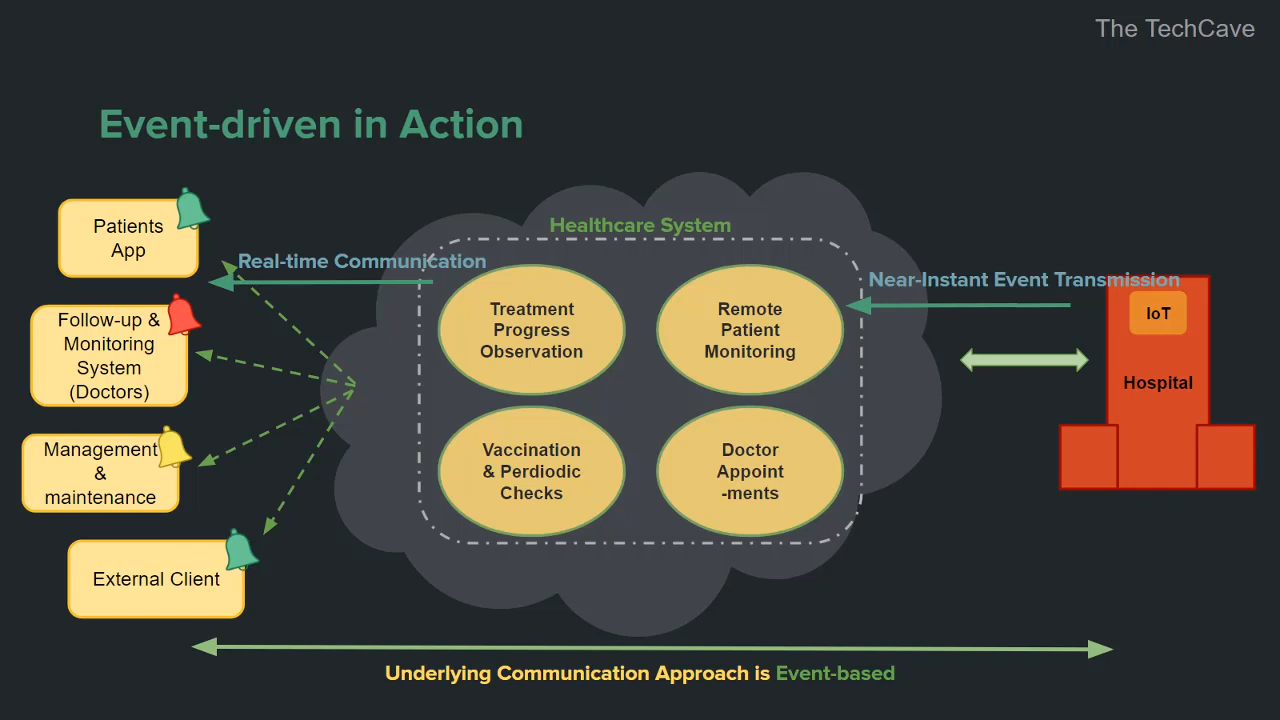 The TechCave
Event-driven in Action
Patients
App
Follow-up &
Monitoring
System
(Doctors)
Management
&
maintenance
External Client
Real-time Communication
Healthcare System
Treatment
Progress
Observation
Remote
Patient
Monitoring
Vaccination
& Perdiodic
Checks
Doctor
Appoint
-ments
Near-Instant Event Transmission
IoT
Hospital
Underlying Communication Approach is Event-based